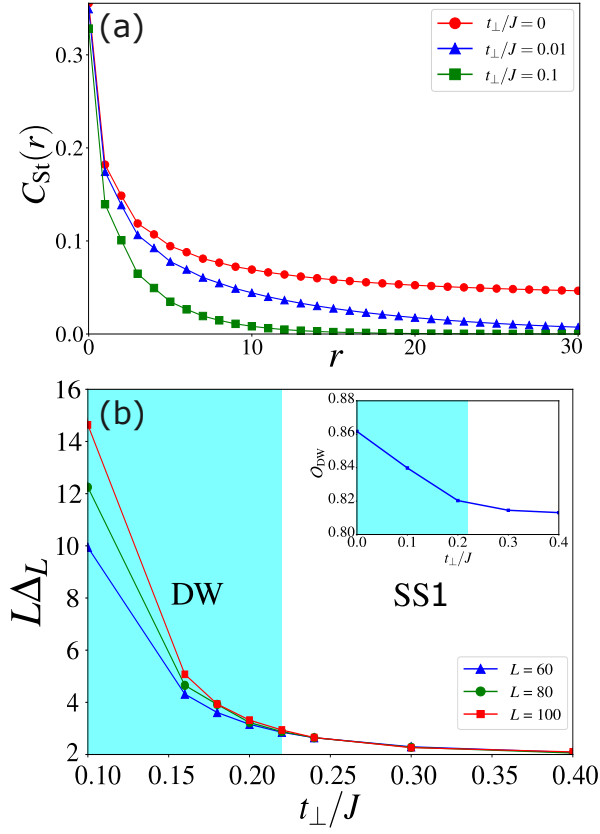 (a)
t⊥/J = 0
t⊥/J = 0.01
t⊥/J = 0.1
C_St(r)
0.3
0.2
0.1
0.0
0
10
20
30
r
(b)
16
14
12
10
8
6
4
2
LΔ_L
DW
SS1
0.88
0.86
0.84
0.82
0.80
O_DW
0.0
0.1
0.2
0.3
0.4
t⊥/J
L = 60
L = 80
L = 100
0.10
0.15
0.20
0.25
0.30
0.35
0.40
t⊥/J